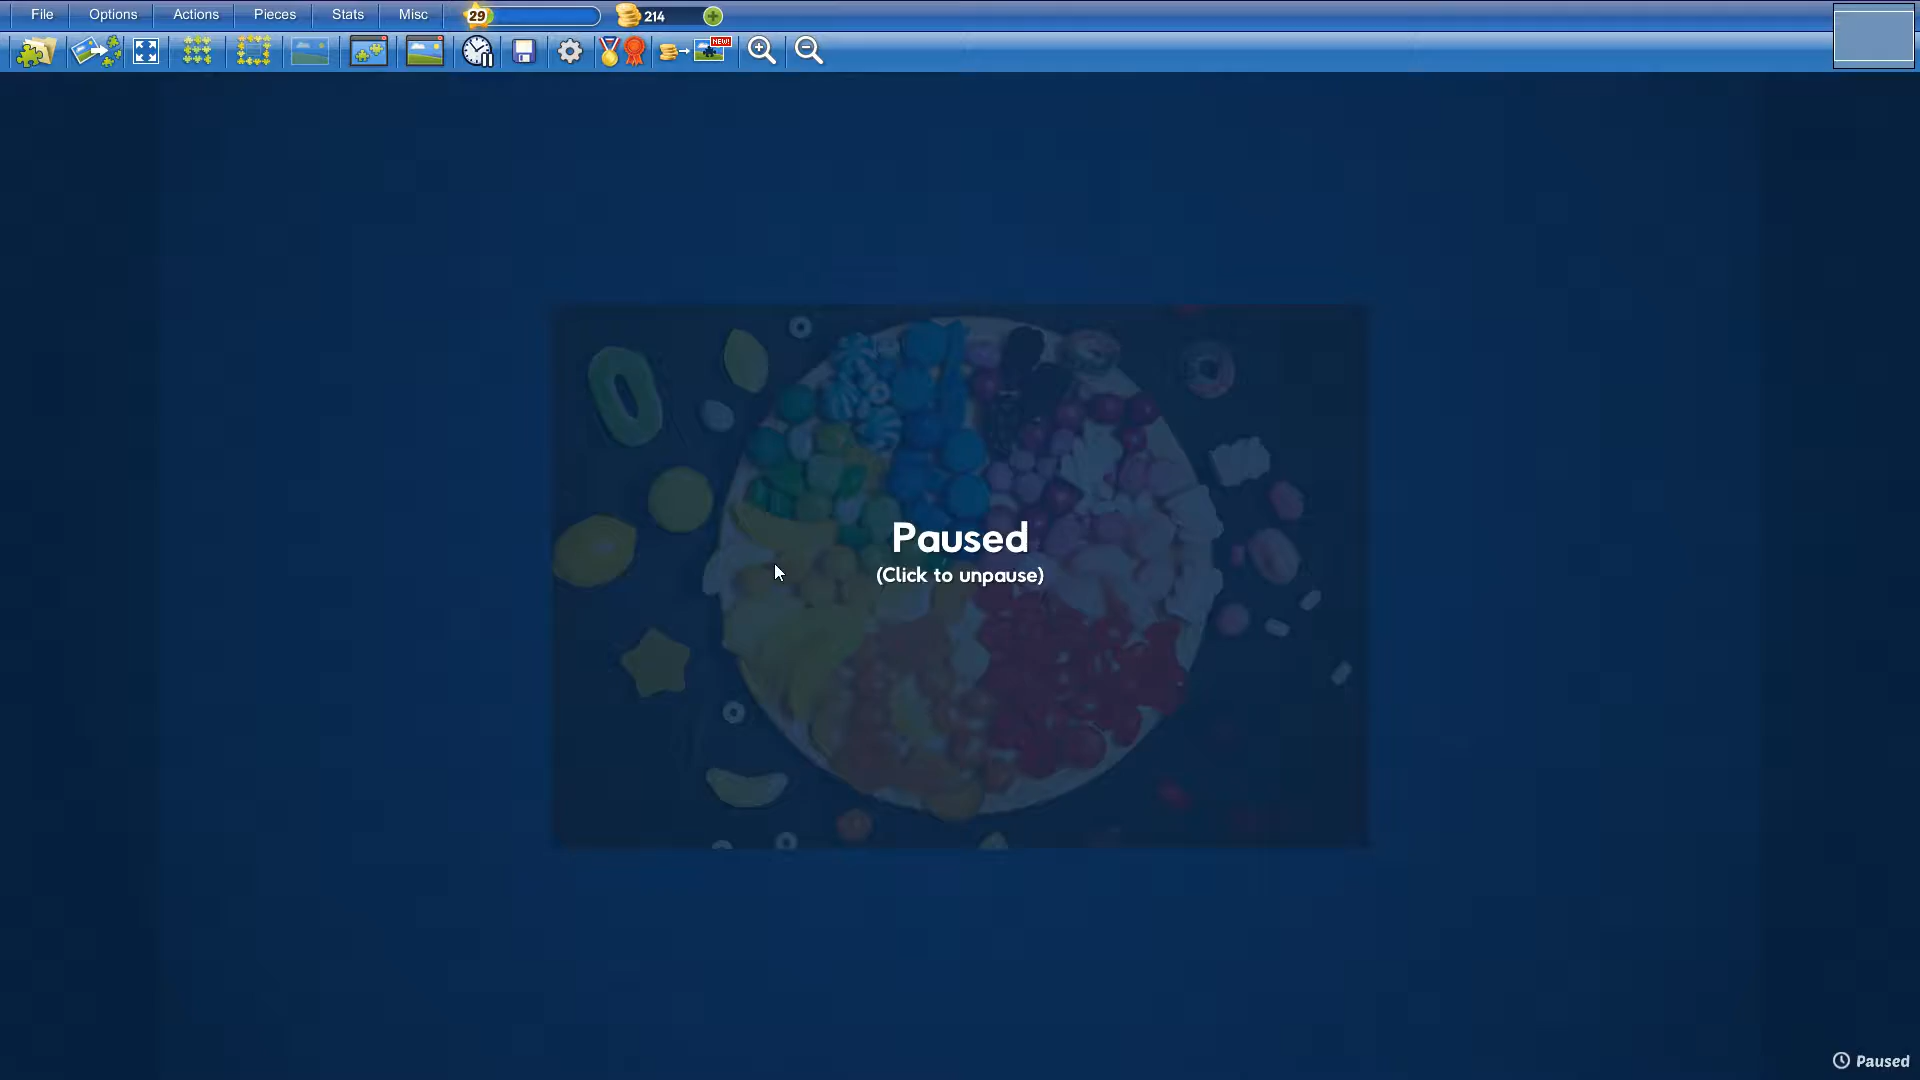 File Options Actions Pieces Stats Misc 29 214
NEW!
Paused
(Click to unpause)
Paused